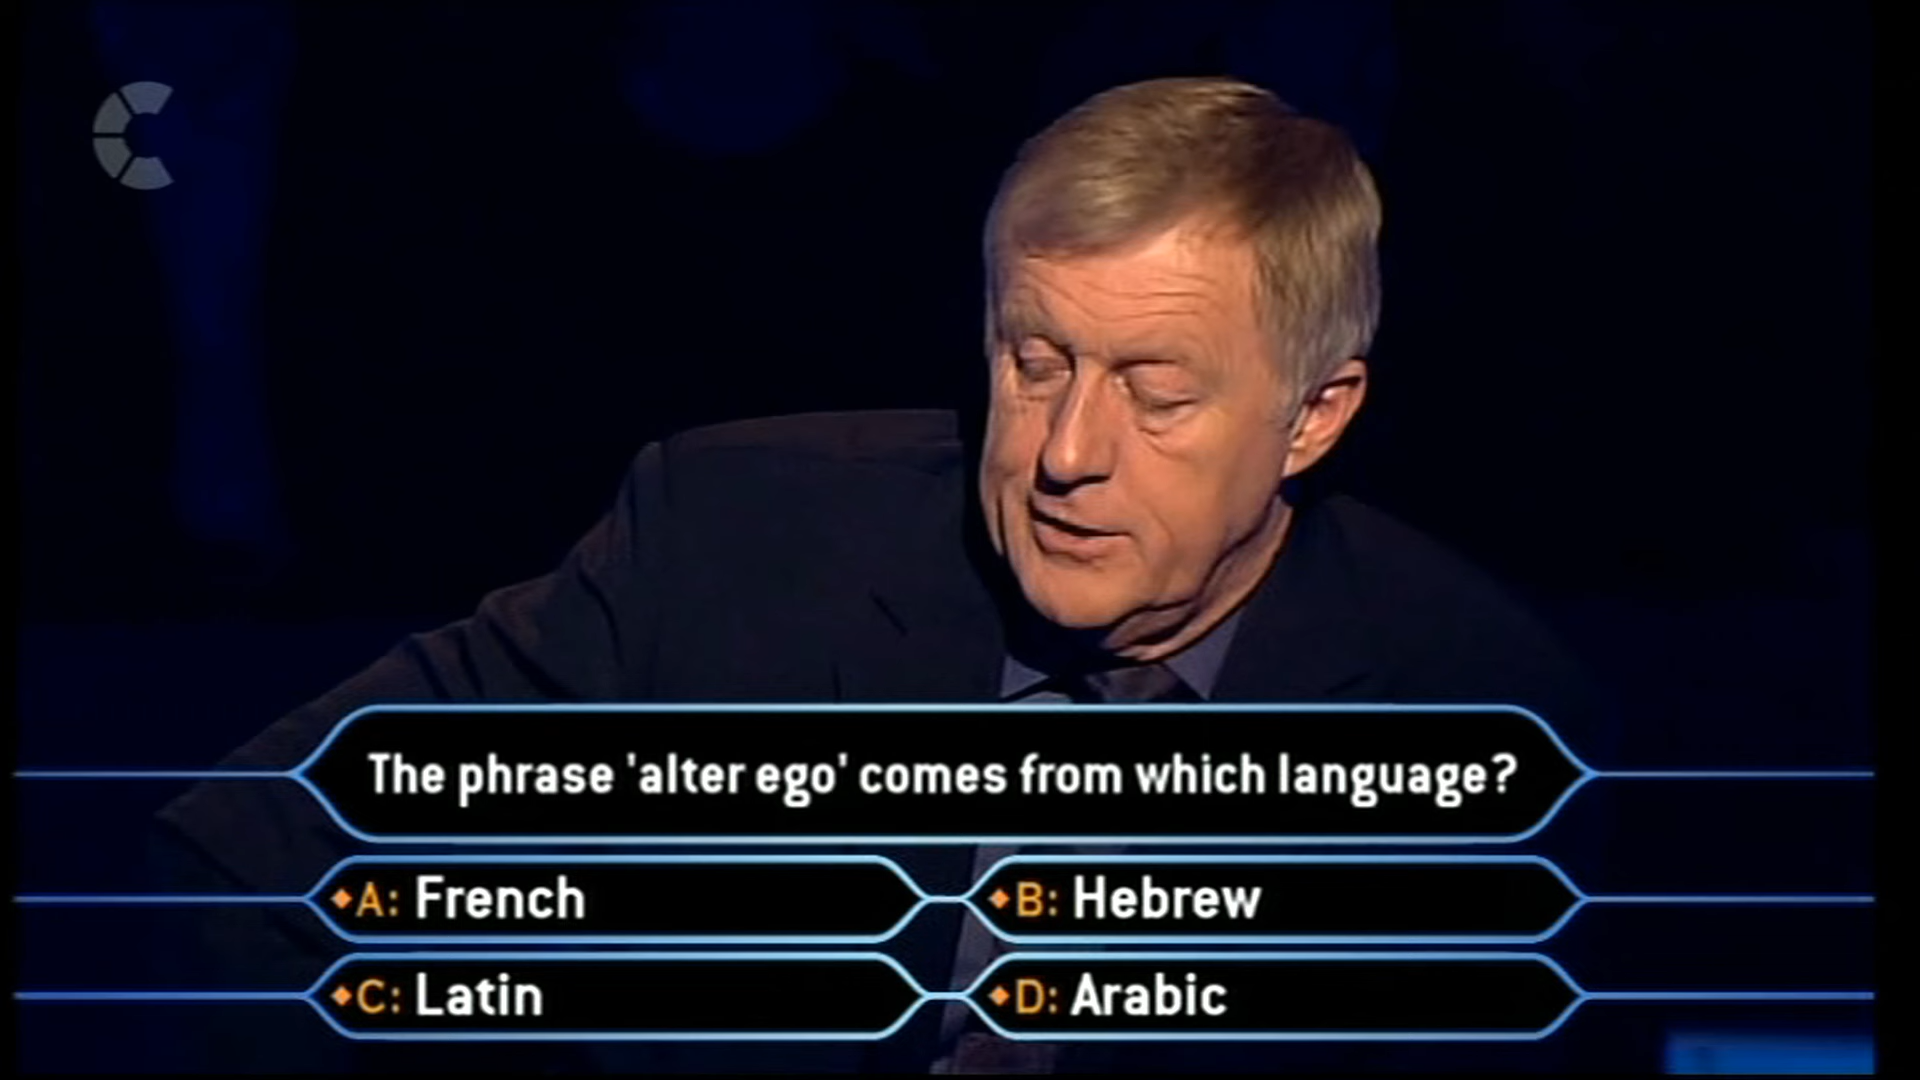 The phrase 'alter ego' comes from which language?
A: French
B: Hebrew
C: Latin
D: Arabic